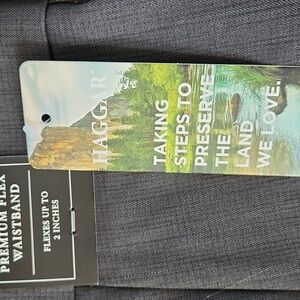 HAGGAR
TAKING
STEPS TO
PRESERVE
THE
LAND
WE LOVE.
PREMIUM FLEX
WAISTBAND
FLEXES UP TO
2 INCHES